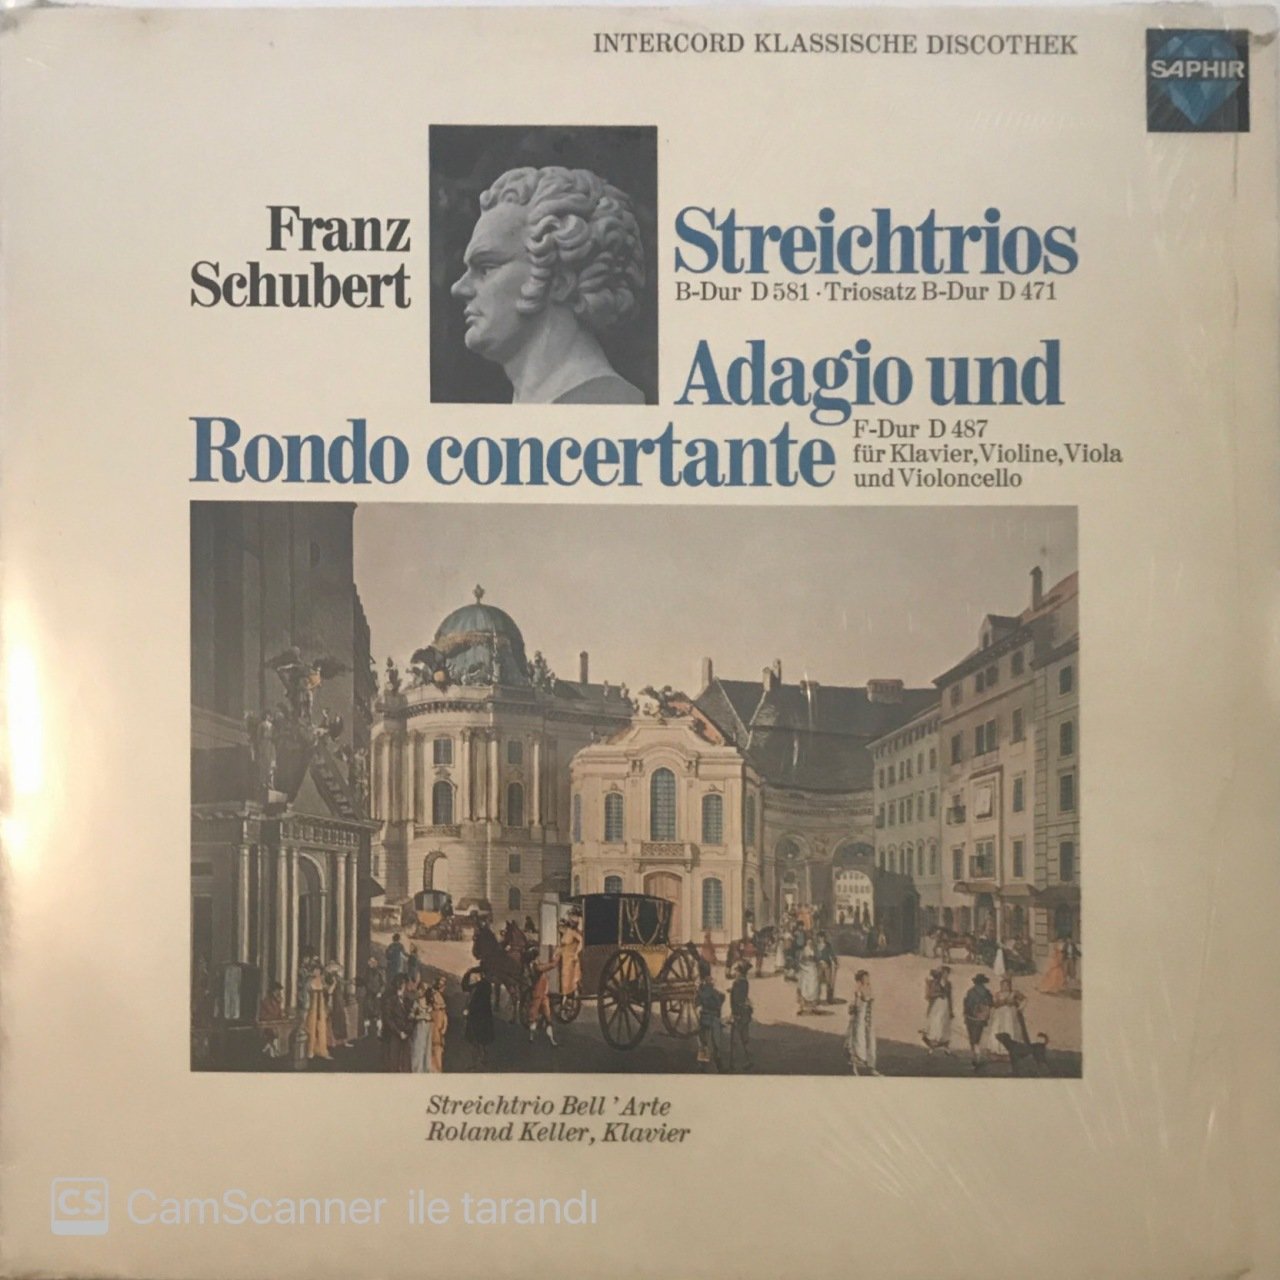 INTERCORD KLASSISCHE DISCOTHEK
SAPHIR
Franz
Schubert
Streichtrios
B-Dur D 581 · Triosatz B-Dur D 471
Adagio und
Rondo concertante
F-Dur D 487
für Klavier, Violine, Viola
und Violoncello
Streichtrio Bell' Arte
Roland Keller, Klavier
CS CamScanner ile tarandı